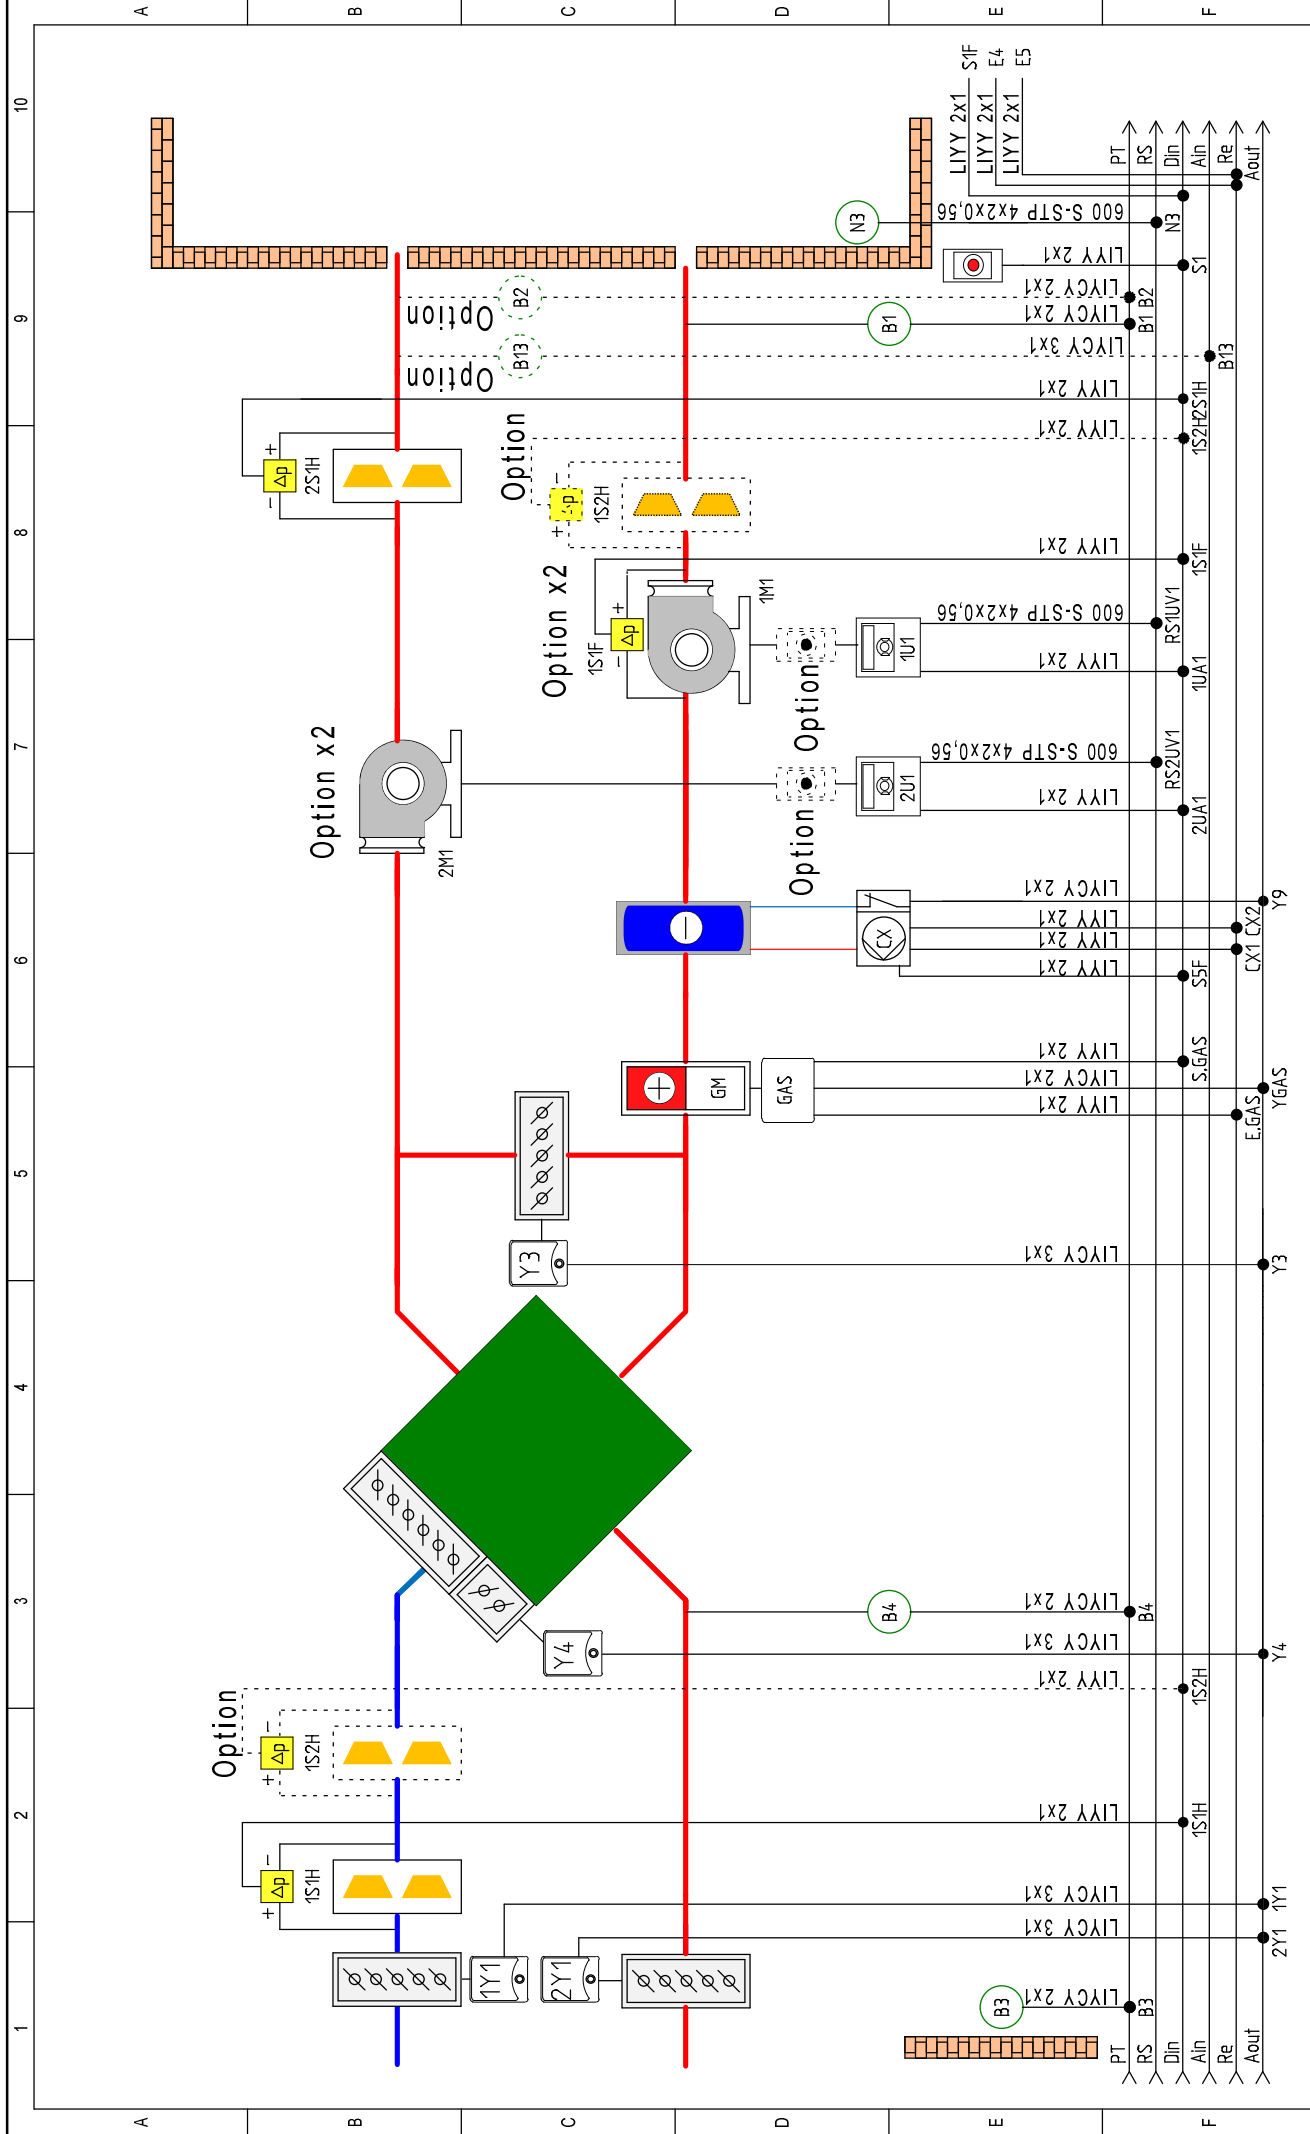 A
B
C
D
E
F
10
9
8
7
6
5
4
3
2
1
S1F
E4
E5
LIYY 2x1
LIYY 2x1
LIYY 2x1
PT
RS
Din
Ain
Re
Aout
N3
600 S-STP 4x2x0,56
N3
LIYY 2x1
S1
Option
B2
LIYCY 2x1
B2
B1
LIYCY 2x1
B1
Option
B13
LIYCY 3x1
B13
LIYY 2x1
2S1H
+
Δp
-
2S1H
Option
LIYY 2x1
1S2H
-
Δp
+
1S2H
LIYY 2x1
1S1F
Option x2
+
Δp
-
1S1F
1M1
Option
1U1
600 S-STP 4x2x0,56
RS1UV1
LIYY 2x1
1UA1
Option x2
2M1
Option
2U1
600 S-STP 4x2x0,56
RS2UV1
LIYY 2x1
2UA1
CX
LIYCY 2x1
Y9
LIYY 2x1
CX2
LIYY 2x1
CX1
LIYY 2x1
S5F
GM
GAS
LIYY 2x1
S.GAS
LIYCY 2x1
YGAS
LIYY 2x1
E.GAS
Y3
LIYCY 3x1
Y3
B4
LIYCY 2x1
B4
Y4
LIYCY 3x1
Y4
Option
LIYY 2x1
1S2H
-
Δp
+
1S2H
LIYY 2x1
1S1H
-
Δp
+
1S1H
1Y1
LIYCY 3x1
1Y1
2Y1
LIYCY 3x1
2Y1
B3
LIYCY 2x1
B3
PT
RS
Din
Ain
Re
Aout
A
B
C
D
E
F